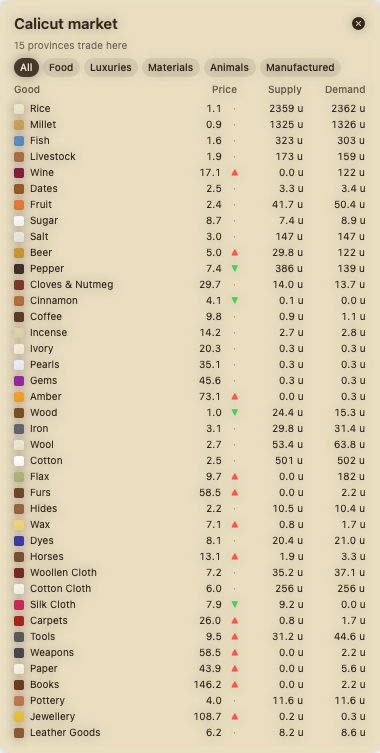 Calicut market
15 provinces trade here
All Food Luxuries Materials Animals Manufactured
Good Price Supply Demand
Rice 1.1 · 2359 u 2362 u
Millet 0.9 · 1325 u 1326 u
Fish 1.6 · 323 u 303 u
Livestock 1.9 · 173 u 159 u
Wine 17.1 ▲ 0.0 u 122 u
Dates 2.5 · 3.3 u 3.4 u
Fruit 2.4 · 41.7 u 50.4 u
Sugar 8.7 · 7.4 u 8.9 u
Salt 3.0 · 147 u 147 u
Beer 5.0 ▲ 29.8 u 122 u
Pepper 7.4 ▼ 386 u 139 u
Cloves & Nutmeg 29.7 · 14.0 u 13.7 u
Cinnamon 4.1 ▼ 0.1 u 0.0 u
Coffee 9.8 · 0.9 u 1.1 u
Incense 14.2 · 2.7 u 2.8 u
Ivory 20.3 · 0.3 u 0.3 u
Pearls 35.1 · 0.3 u 0.3 u
Gems 45.6 · 0.3 u 0.3 u
Amber 73.1 ▲ 0.0 u 0.3 u
Wood 1.0 ▼ 24.4 u 15.3 u
Iron 3.1 · 29.8 u 31.4 u
Wool 2.7 · 53.4 u 63.8 u
Cotton 2.5 · 501 u 502 u
Flax 9.7 ▲ 0.0 u 182 u
Furs 58.5 ▲ 0.0 u 2.2 u
Hides 2.2 · 10.5 u 10.4 u
Wax 7.1 ▲ 0.8 u 1.7 u
Dyes 8.1 · 20.4 u 21.0 u
Horses 13.1 ▲ 1.9 u 3.3 u
Woollen Cloth 7.2 · 35.2 u 37.1 u
Cotton Cloth 6.0 · 256 u 256 u
Silk Cloth 7.9 ▼ 9.2 u 0.0 u
Carpets 26.0 ▲ 0.8 u 1.7 u
Tools 9.5 ▲ 31.2 u 44.6 u
Weapons 58.5 ▲ 0.0 u 2.2 u
Paper 43.9 ▲ 0.0 u 5.6 u
Books 146.2 ▲ 0.0 u 2.2 u
Pottery 4.0 · 11.6 u 11.6 u
Jewellery 108.7 ▲ 0.2 u 0.3 u
Leather Goods 6.2 · 8.2 u 8.6 u